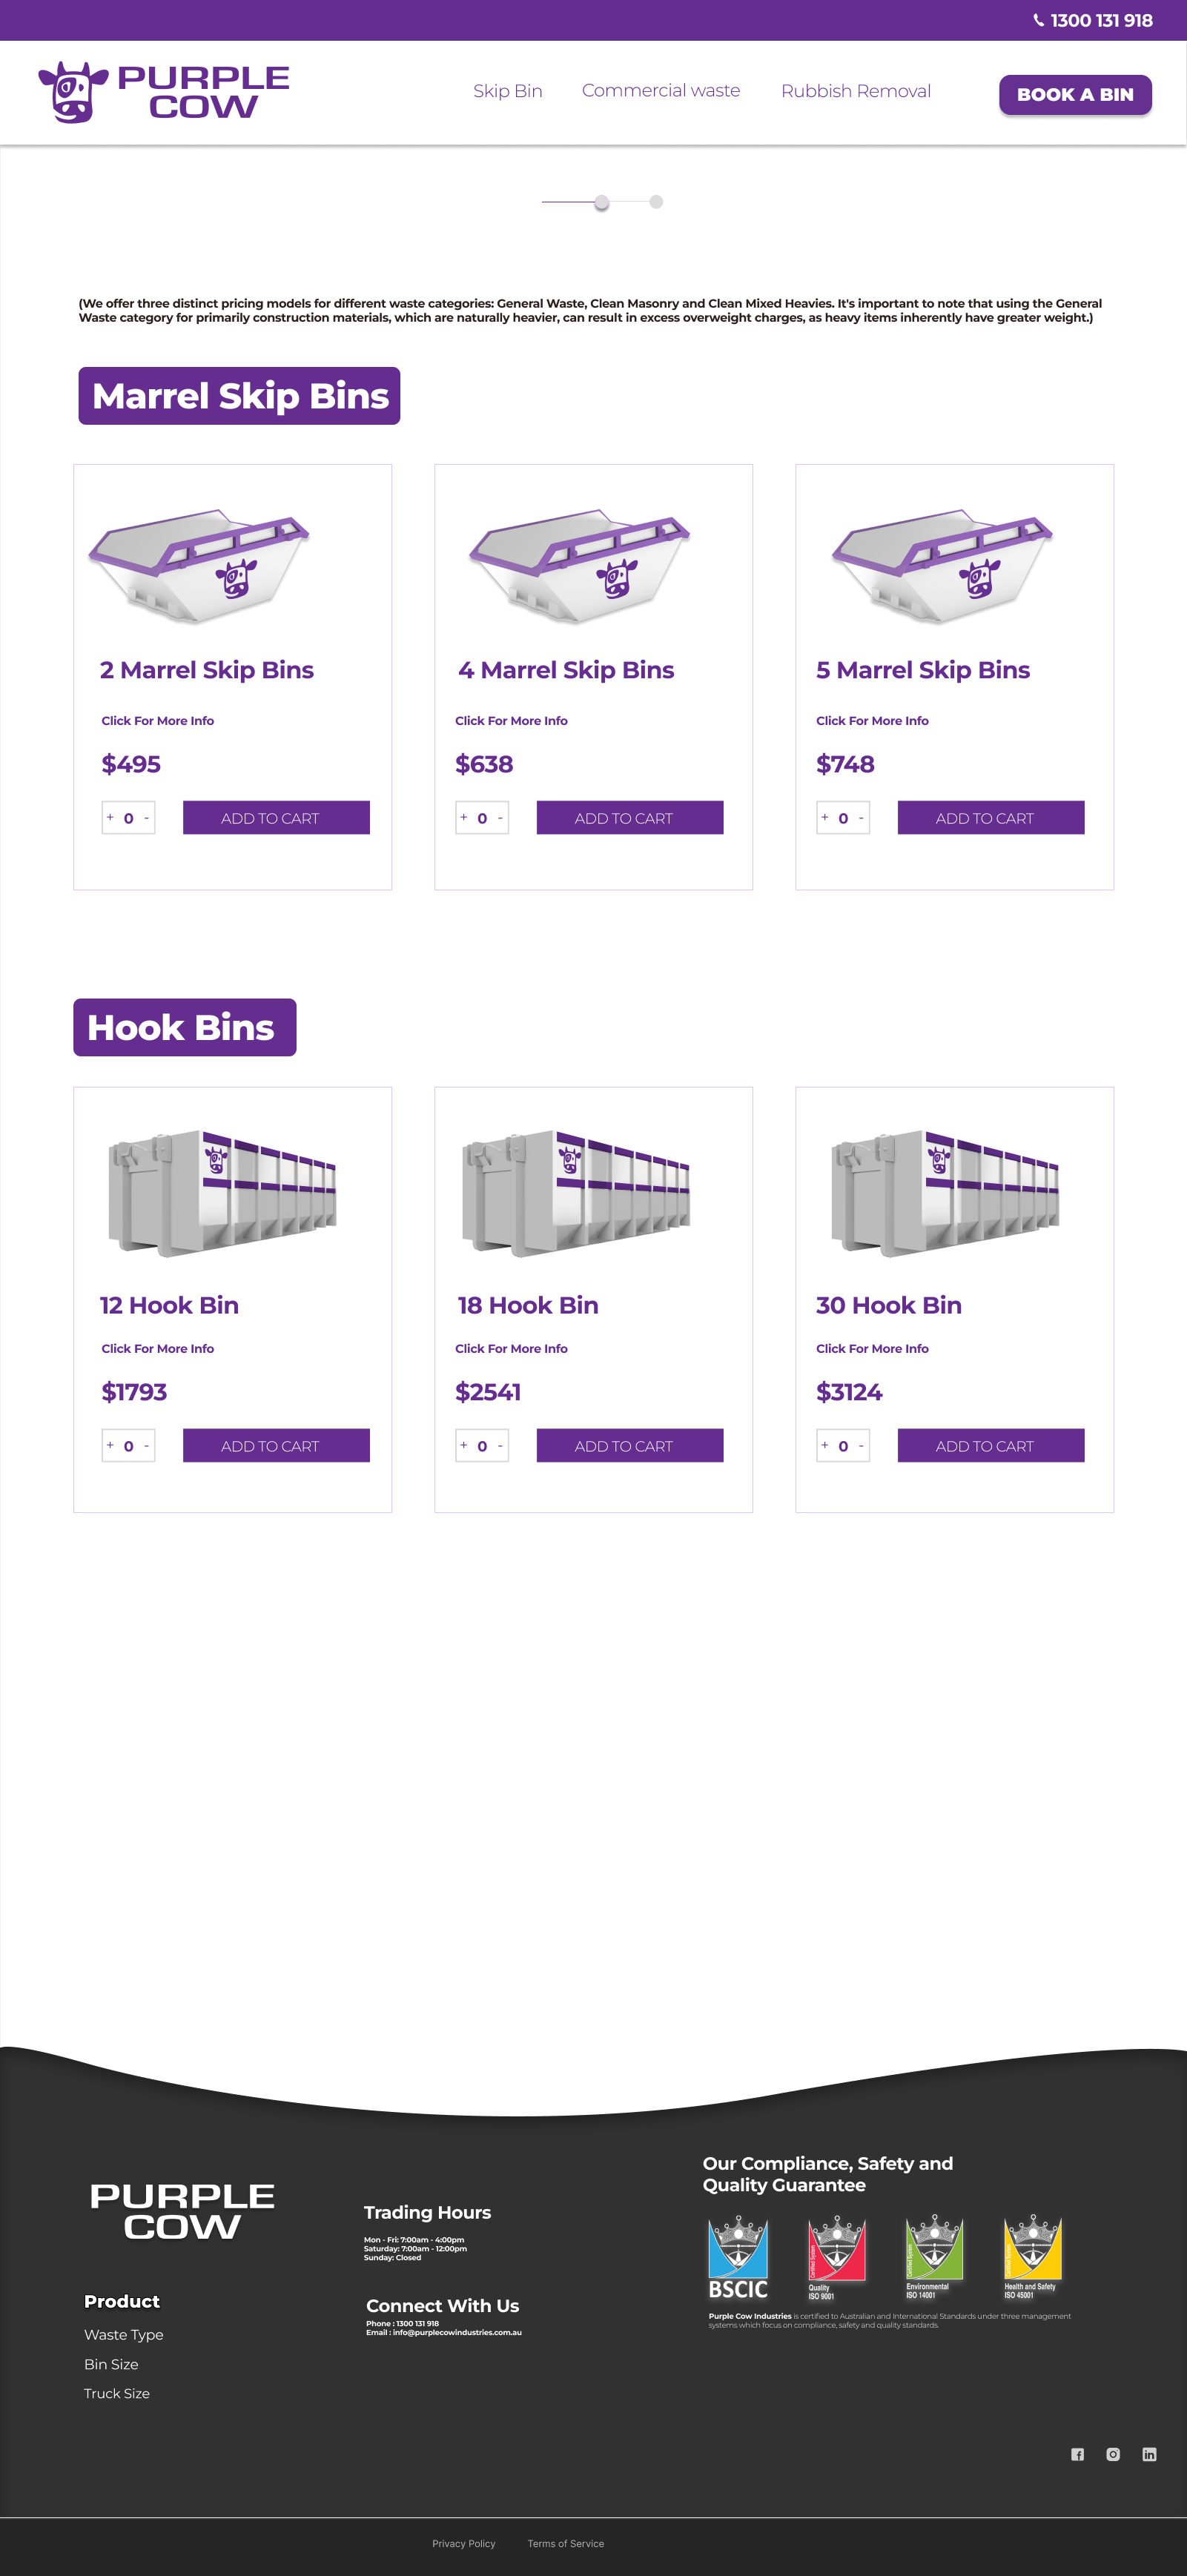 1300 131 918
PURPLE
COW
Skip Bin
Commercial waste
Rubbish Removal
BOOK A BIN
(We offer three distinct pricing models for different waste categories: General Waste, Clean Masonry and Clean Mixed Heavies. It's important to note that using the General
Waste category for primarily construction materials, which are naturally heavier, can result in excess overweight charges, as heavy items inherently have greater weight.)
Marrel Skip Bins
2 Marrel Skip Bins
Click For More Info
$495
+ 0 -
ADD TO CART
4 Marrel Skip Bins
Click For More Info
$638
+ 0 -
ADD TO CART
5 Marrel Skip Bins
Click For More Info
$748
+ 0 -
ADD TO CART
Hook Bins
12 Hook Bin
Click For More Info
$1793
+ 0 -
ADD TO CART
18 Hook Bin
Click For More Info
$2541
+ 0 -
ADD TO CART
30 Hook Bin
Click For More Info
$3124
+ 0 -
ADD TO CART
PURPLE
COW
Product
Waste Type
Bin Size
Truck Size
Trading Hours
Mon - Fri: 7:00am - 4:00pm
Saturday: 7:00am - 12:00pm
Sunday: Closed
Connect With Us
Phone : 1300 131 918
Email : info@purplecowindustries.com.au
Our Compliance, Safety and
Quality Guarantee
BSCIC
Certified System
Quality
ISO 9001
Certified System
Environmental
ISO 14001
Certified System
Health and Safety
ISO 45001
Purple Cow Industries is certified to Australian and International Standards under three management
systems which focus on compliance, safety and quality standards.
Privacy Policy
Terms of Service